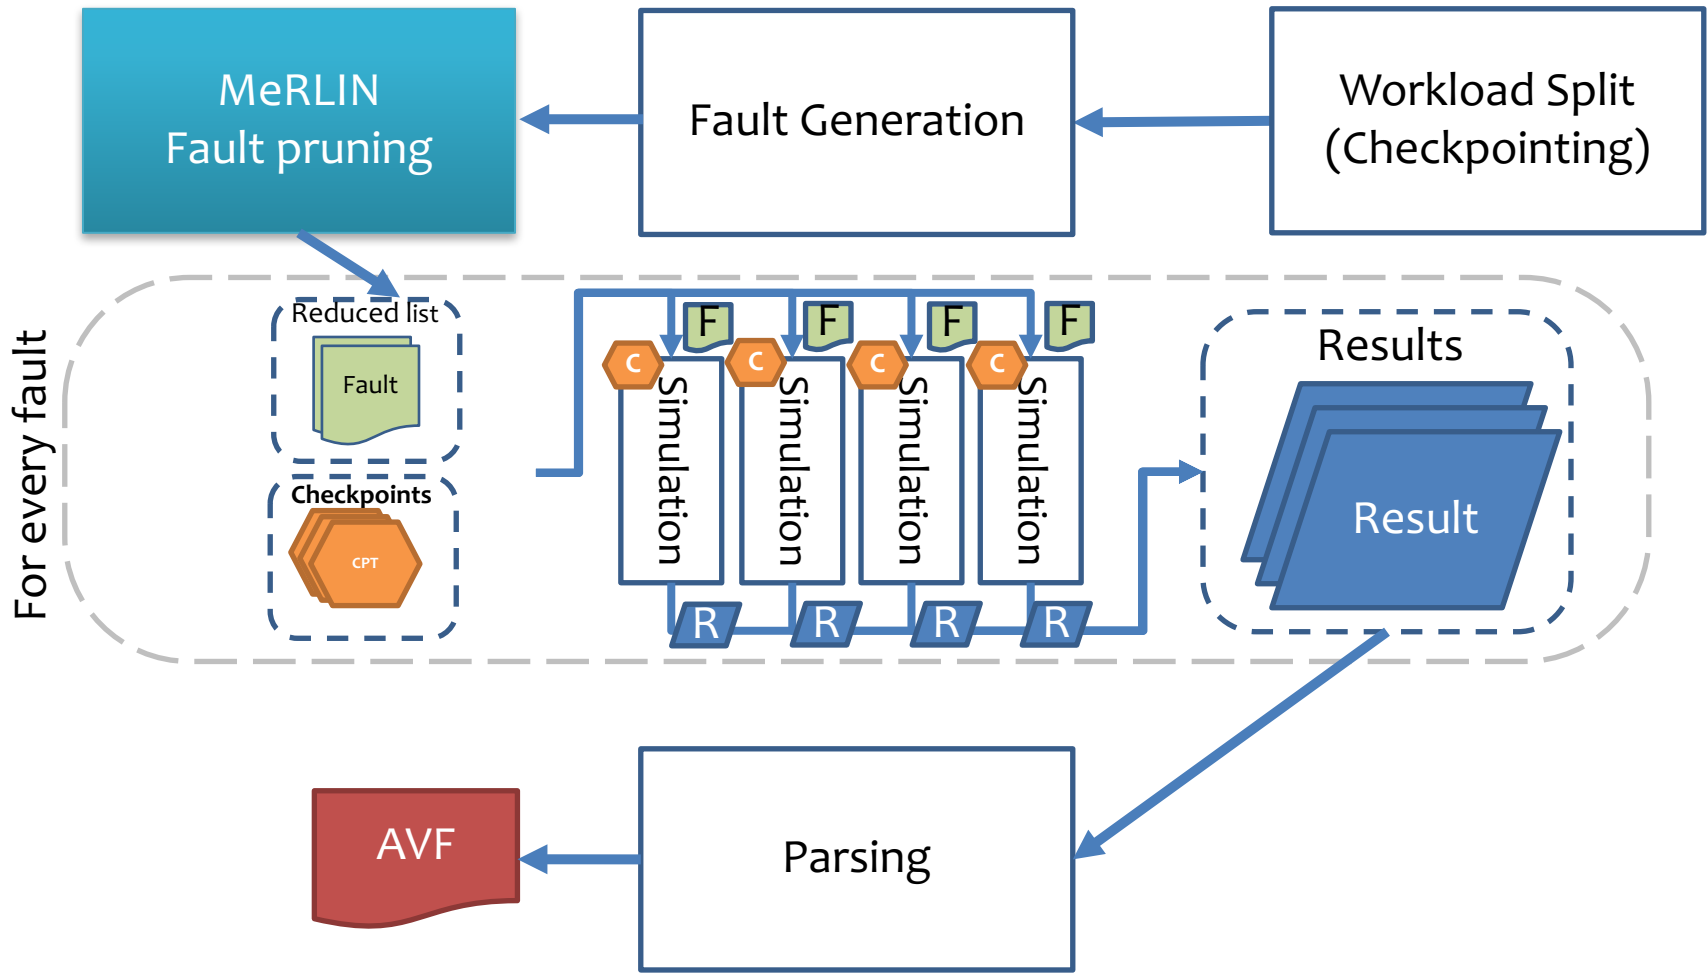 MeRLIN
Fault pruning
Fault Generation
Workload Split
(Checkpointing)
For every fault
Reduced list
Fault
Checkpoints
CPT
F
F
F
F
C
C
C
C
Simulation
Simulation
Simulation
Simulation
R
R
R
R
Results
Result
AVF
Parsing